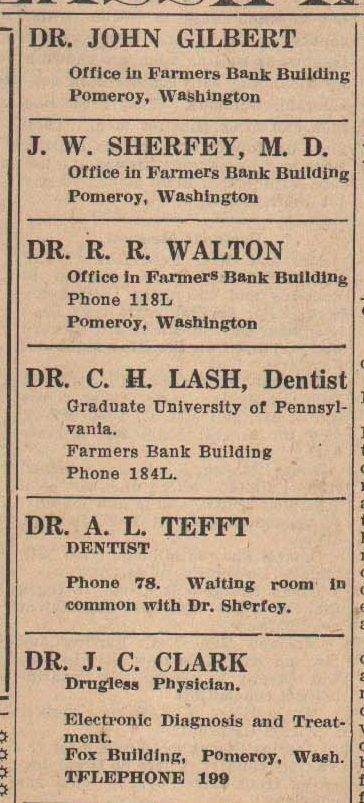 DR. JOHN GILBERT
Office in Farmers Bank Building
Pomeroy, Washington
J. W. SHERFEY, M. D.
Office in Farmers Bank Building
Pomeroy, Washington
DR. R. R. WALTON
Office in Farmers Bank Building
Phone 118L
Pomeroy, Washington
DR. C. H. LASH, Dentist
Graduate University of Pennsyl-
vania.
Farmers Bank Building
Phone 184L.
DR. A. L. TEFFT
DENTIST
Phone 78. Waiting room in
common with Dr. Sherfey.
DR. J. C. CLARK
Drugless Physician.
Electronic Diagnosis and Treat-
ment.
Fox Building, Pomeroy, Wash.
TFLEPHONE 199